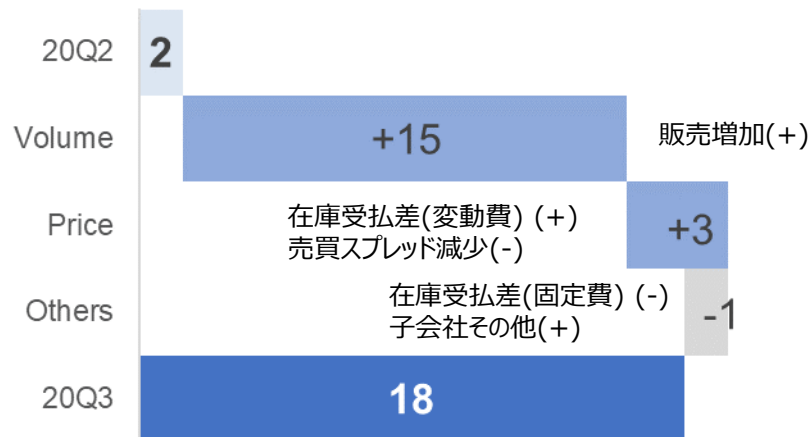 20Q2 2
Volume +15 販売増加(+)
Price 在庫受払差(変動費) (+) +3
売買スプレッド減少(-)
Others 在庫受払差(固定費) (-) -1
子会社その他(+)
20Q3 18